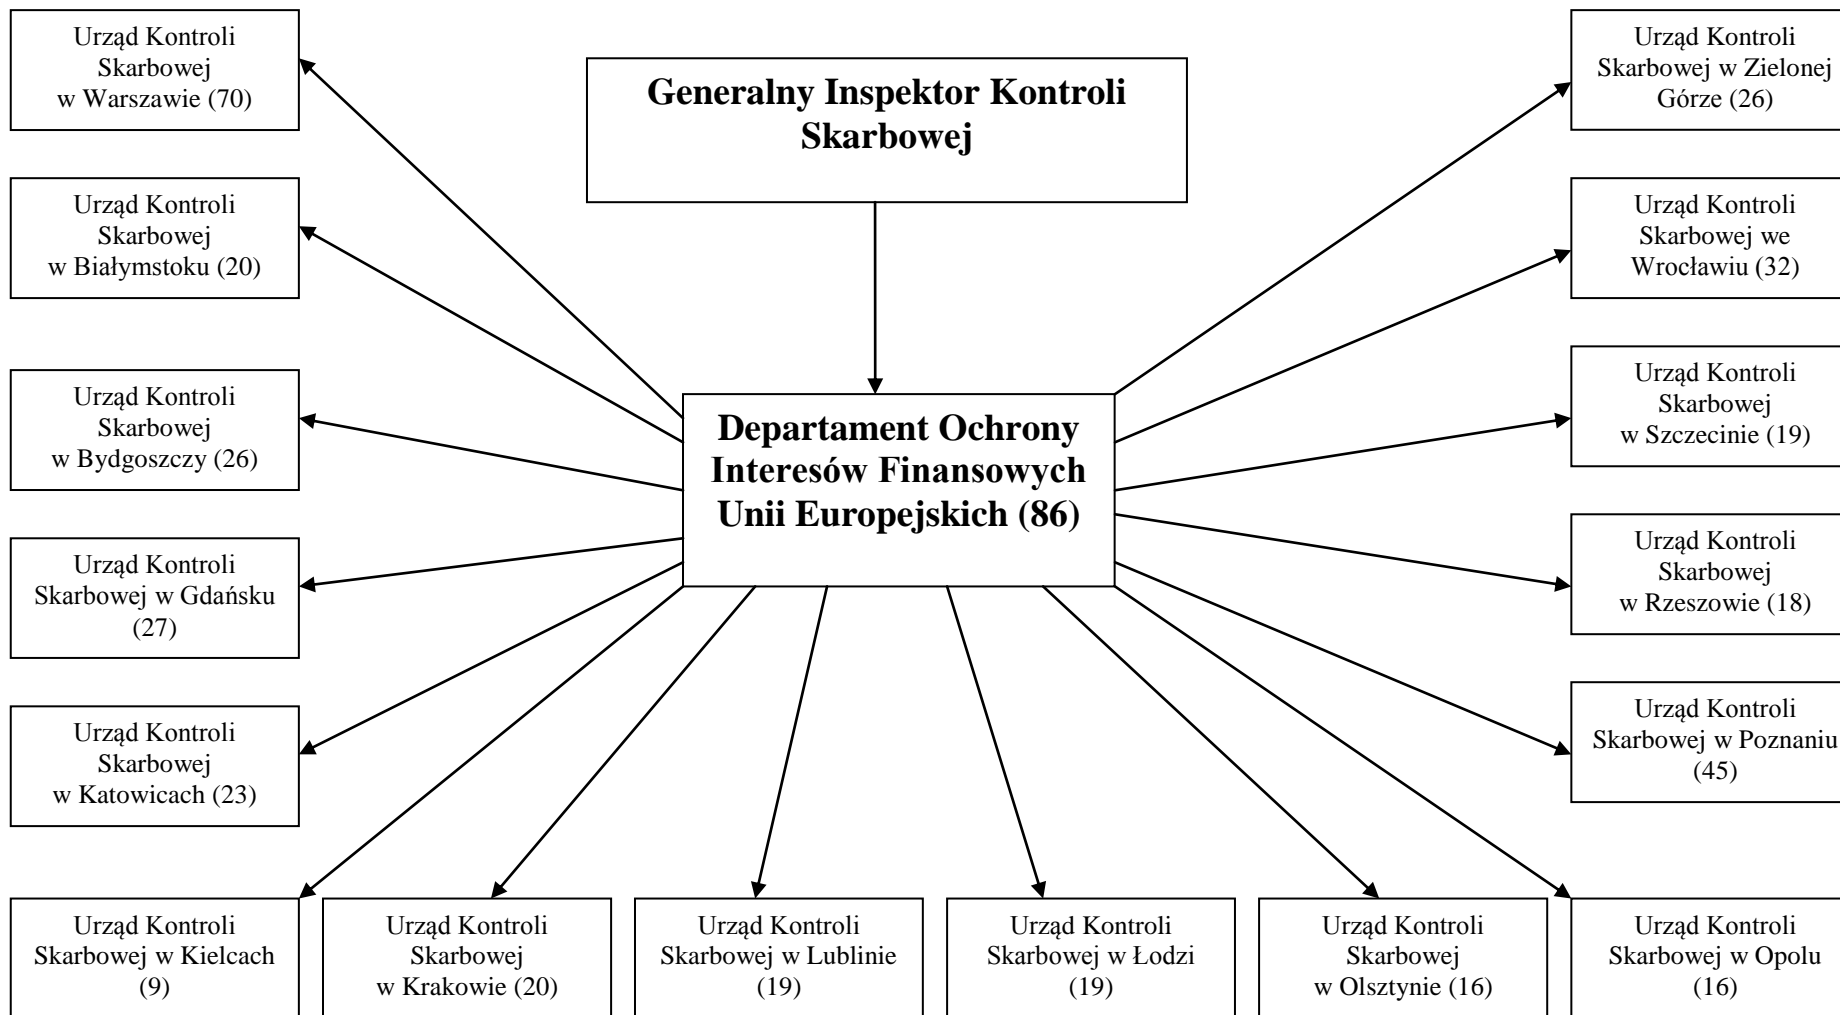 Urząd Kontroli
Skarbowej
w Warszawie (70)
Generalny Inspektor Kontroli
Skarbowej
Urząd Kontroli
Skarbowej w Zielonej
Górze (26)
Urząd Kontroli
Skarbowej
w Białymstoku (20)
Urząd Kontroli
Skarbowej we
Wrocławiu (32)
Urząd Kontroli
Skarbowej
w Bydgoszczy (26)
Departament Ochrony
Interesów Finansowych
Unii Europejskich (86)
Urząd Kontroli
Skarbowej
w Szczecinie (19)
Urząd Kontroli
Skarbowej w Gdańsku
(27)
Urząd Kontroli
Skarbowej
w Rzeszowie (18)
Urząd Kontroli
Skarbowej
w Katowicach (23)
Urząd Kontroli
Skarbowej w Poznaniu
(45)
Urząd Kontroli
Skarbowej w Kielcach
(9)
Urząd Kontroli
Skarbowej
w Krakowie (20)
Urząd Kontroli
Skarbowej w Lublinie
(19)
Urząd Kontroli
Skarbowej w Łodzi
(19)
Urząd Kontroli
Skarbowej
w Olsztynie (16)
Urząd Kontroli
Skarbowej w Opolu
(16)